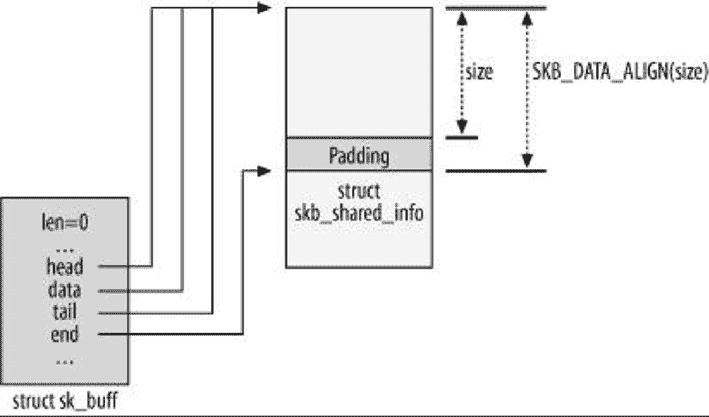 size
SKB_DATA_ALIGN(size)
Padding
struct
skb_shared_info
len=0
...
head
data
tail
end
...
struct sk_buff